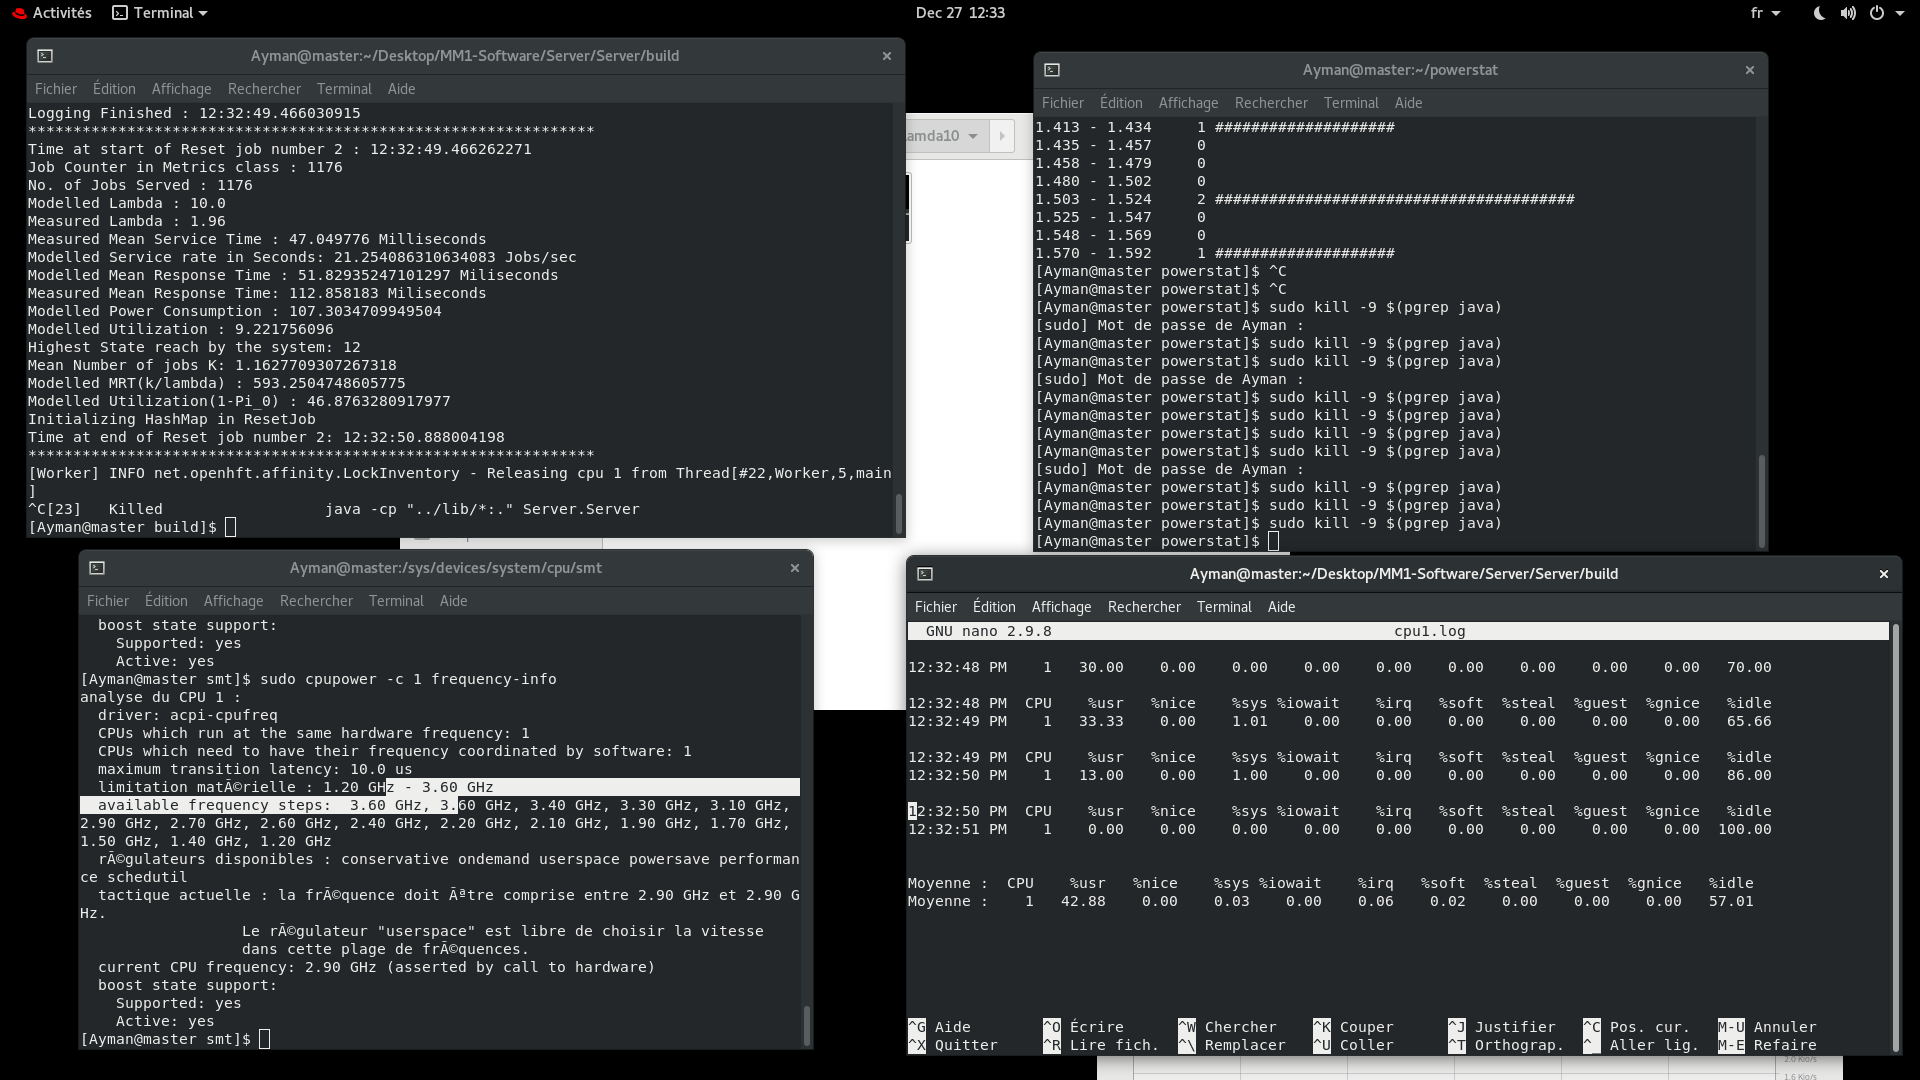 Activités
Terminal
Dec 27 12:33
fr
Ayman@master:~/Desktop/MM1-Software/Server/Server/build
Fichier Édition Affichage Rechercher Terminal Aide
Logging Finished : 12:32:49.466030915
***************************************************************
Time at start of Reset job number 2 : 12:32:49.466262271
Job Counter in Metrics class : 1176
No. of Jobs Served : 1176
Modelled Lambda : 10.0
Measured Lambda : 1.96
Measured Mean Service Time : 47.049776 Milliseconds
Modelled Service rate in Seconds: 21.254086310634083 Jobs/sec
Modelled Mean Response Time : 51.82935247101297 Miliseconds
Measured Mean Response Time: 112.858183 Miliseconds
Modelled Power Consumption : 107.3034709949504
Modelled Utilization : 9.221756096
Highest State reach by the system: 12
Mean Number of jobs K: 1.1627709307267318
Modelled MRT(k/lambda) : 593.2504748605775
Modelled Utilization(1-Pi_0) : 46.8763280917977
Initializing HashMap in ResetJob
Time at end of Reset job number 2: 12:32:50.888004198
***************************************************************
[Worker] INFO net.openhft.affinity.LockInventory - Releasing cpu 1 from Thread[#22,Worker,5,main
]
^C[23]   Killed                  java -cp "../lib/*:." Server.Server
[Ayman@master build]$
amda10
Ayman@master:~/powerstat
Fichier Édition Affichage Rechercher Terminal Aide
1.413 - 1.434     1 ####################
1.435 - 1.457     0
1.458 - 1.479     0
1.480 - 1.502     0
1.503 - 1.524     2 ########################################
1.525 - 1.547     0
1.548 - 1.569     0
1.570 - 1.592     1 ####################
[Ayman@master powerstat]$ ^C
[Ayman@master powerstat]$ ^C
[Ayman@master powerstat]$ sudo kill -9 $(pgrep java)
[sudo] Mot de passe de Ayman :
[Ayman@master powerstat]$ sudo kill -9 $(pgrep java)
[Ayman@master powerstat]$ sudo kill -9 $(pgrep java)
[sudo] Mot de passe de Ayman :
[Ayman@master powerstat]$ sudo kill -9 $(pgrep java)
[Ayman@master powerstat]$ sudo kill -9 $(pgrep java)
[Ayman@master powerstat]$ sudo kill -9 $(pgrep java)
[Ayman@master powerstat]$ sudo kill -9 $(pgrep java)
[sudo] Mot de passe de Ayman :
[Ayman@master powerstat]$ sudo kill -9 $(pgrep java)
[Ayman@master powerstat]$ sudo kill -9 $(pgrep java)
[Ayman@master powerstat]$ sudo kill -9 $(pgrep java)
[Ayman@master powerstat]$
Ayman@master:/sys/devices/system/cpu/smt
Fichier Édition Affichage Rechercher Terminal Aide
boost state support:
Supported: yes
Active: yes
[Ayman@master smt]$ sudo cpupower -c 1 frequency-info
analyse du CPU 1 :
driver: acpi-cpufreq
CPUs which run at the same hardware frequency: 1
CPUs which need to have their frequency coordinated by software: 1
maximum transition latency: 10.0 us
limitation matÃ©rielle : 1.20 GHz - 3.60 GHz
available frequency steps:  3.60 GHz, 3.60 GHz, 3.40 GHz, 3.30 GHz, 3.10 GHz,
2.90 GHz, 2.70 GHz, 2.60 GHz, 2.40 GHz, 2.20 GHz, 2.10 GHz, 1.90 GHz, 1.70 GHz,
1.50 GHz, 1.40 GHz, 1.20 GHz
rÃ©gulateurs disponibles : conservative ondemand userspace powersave performan
ce schedutil
tactique actuelle : la frÃ©quence doit Ãªtre comprise entre 2.90 GHz et 2.90 G
Hz.
Le rÃ©gulateur "userspace" est libre de choisir la vitesse
dans cette plage de frÃ©quences.
current CPU frequency: 2.90 GHz (asserted by call to hardware)
boost state support:
Supported: yes
Active: yes
[Ayman@master smt]$
Ayman@master:~/Desktop/MM1-Software/Server/Server/build
Fichier Édition Affichage Rechercher Terminal Aide
GNU nano 2.9.8 cpu1.log
12:32:48 PM    1   30.00    0.00    0.00    0.00    0.00    0.00    0.00    0.00    0.00   70.00
12:32:48 PM  CPU    %usr   %nice    %sys %iowait    %irq   %soft  %steal  %guest  %gnice   %idle
12:32:49 PM    1   33.33    0.00    1.01    0.00    0.00    0.00    0.00    0.00    0.00   65.66
12:32:49 PM  CPU    %usr   %nice    %sys %iowait    %irq   %soft  %steal  %guest  %gnice   %idle
12:32:50 PM    1   13.00    0.00    1.00    0.00    0.00    0.00    0.00    0.00    0.00   86.00
12:32:50 PM  CPU    %usr   %nice    %sys %iowait    %irq   %soft  %steal  %guest  %gnice   %idle
12:32:51 PM    1    0.00    0.00    0.00    0.00    0.00    0.00    0.00    0.00    0.00  100.00
Moyenne :  CPU    %usr   %nice    %sys %iowait    %irq   %soft  %steal  %guest  %gnice   %idle
Moyenne :    1   42.88    0.00    0.03    0.00    0.06    0.02    0.00    0.00    0.00   57.01
^G Aide ^O Écrire ^W Chercher ^K Couper ^J Justifier ^C Pos. cur. M-U Annuler
^X Quitter ^R Lire fich. ^\ Remplacer ^U Coller ^T Orthograp. ^_ Aller lig. M-E Refaire
2.0 Kio/s
1.6 Kio/s